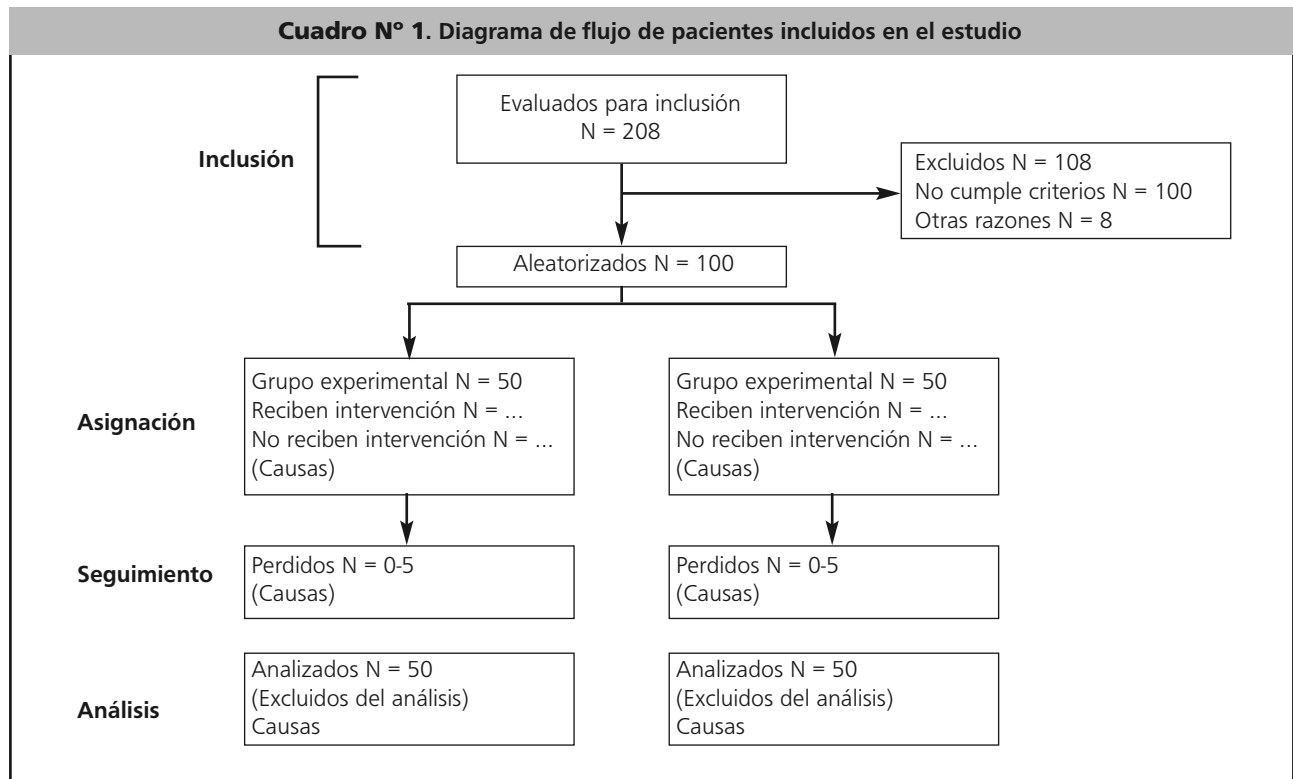 Cuadro Nº 1. Diagrama de flujo de pacientes incluidos en el estudio
Inclusión
Evaluados para inclusión
N = 208
Excluidos N = 108
No cumple criterios N = 100
Otras razones N = 8
Aleatorizados N = 100
Asignación
Grupo experimental N = 50
Reciben intervención N = ...
No reciben intervención N = ...
(Causas)
Grupo experimental N = 50
Reciben intervención N = ...
No reciben intervención N = ...
(Causas)
Seguimiento
Perdidos N = 0-5
(Causas)
Perdidos N = 0-5
(Causas)
Análisis
Analizados N = 50
(Excluidos del análisis)
Causas
Analizados N = 50
(Excluidos del análisis)
Causas